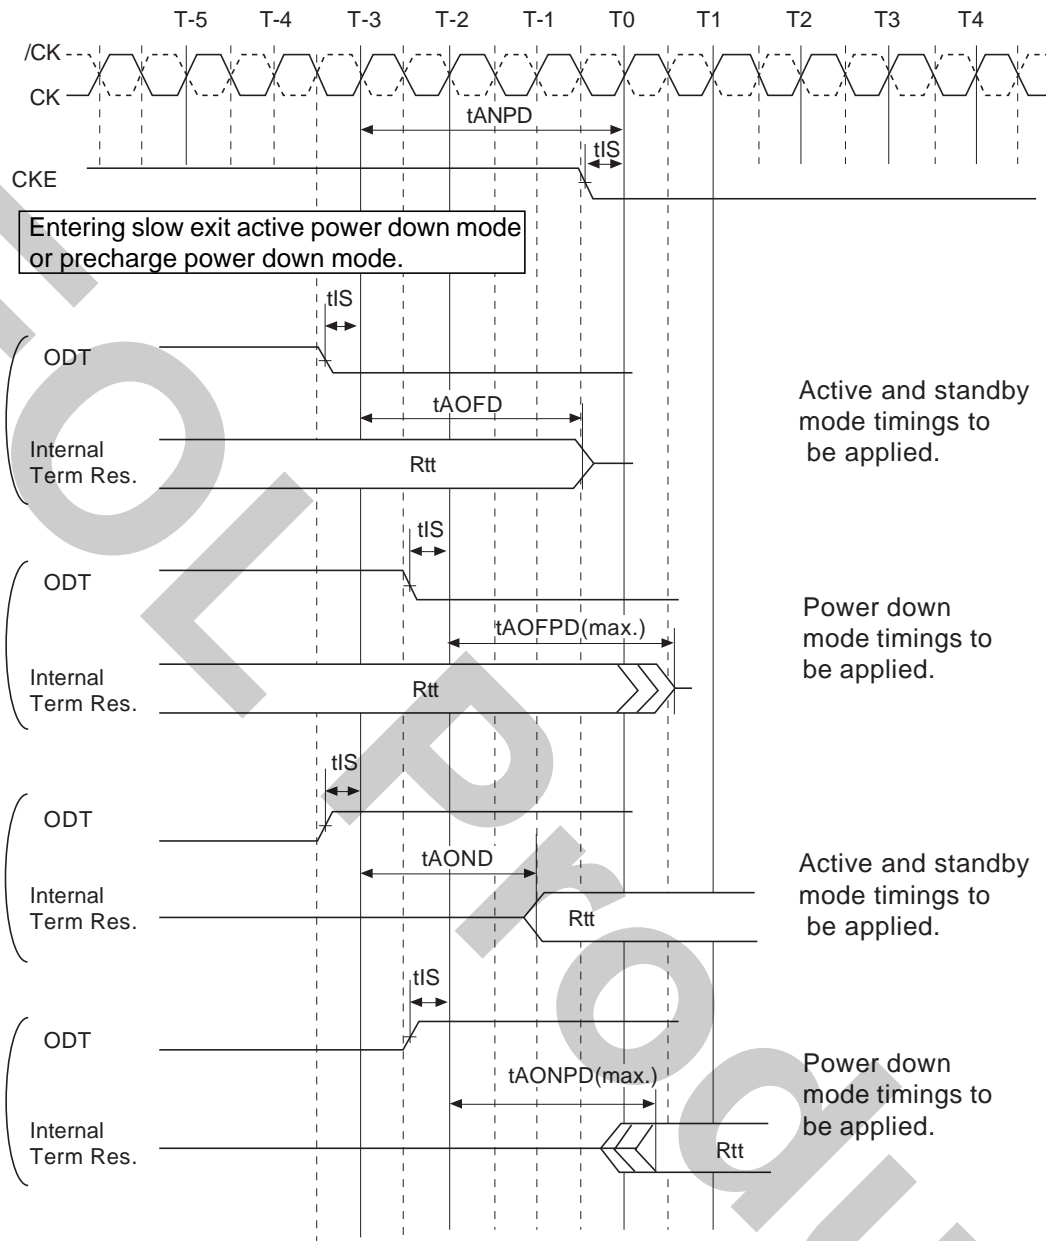 T-5 T-4 T-3 T-2 T-1 T0 T1 T2 T3 T4
/CK
CK
tANPD
tIS
CKE
Entering slow exit active power down mode
or precharge power down mode.
tIS
ODT
tAOFD
Internal
Term Res.
Rtt
Active and standby
mode timings to
be applied.
tIS
ODT
tAOFPD(max.)
Internal
Term Res.
Rtt
Power down
mode timings to
be applied.
tIS
ODT
tAOND
Internal
Term Res.
Rtt
Active and standby
mode timings to
be applied.
tIS
ODT
tAONPD(max.)
Internal
Term Res.
Rtt
Power down
mode timings to
be applied.